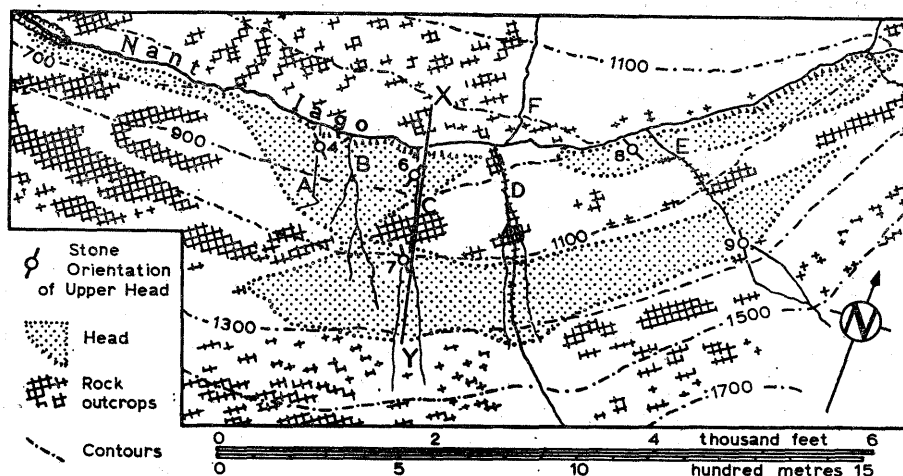 Nant Iago
700
900
1100
1100
1300
1500
1700
X
Y
A
B
C
D
E
F
4
6
7
8
9
N
Stone
Orientation
of Upper Head
Head
Rock
outcrops
Contours
0 2 4 thousand feet 6
0 5 10 hundred metres 15